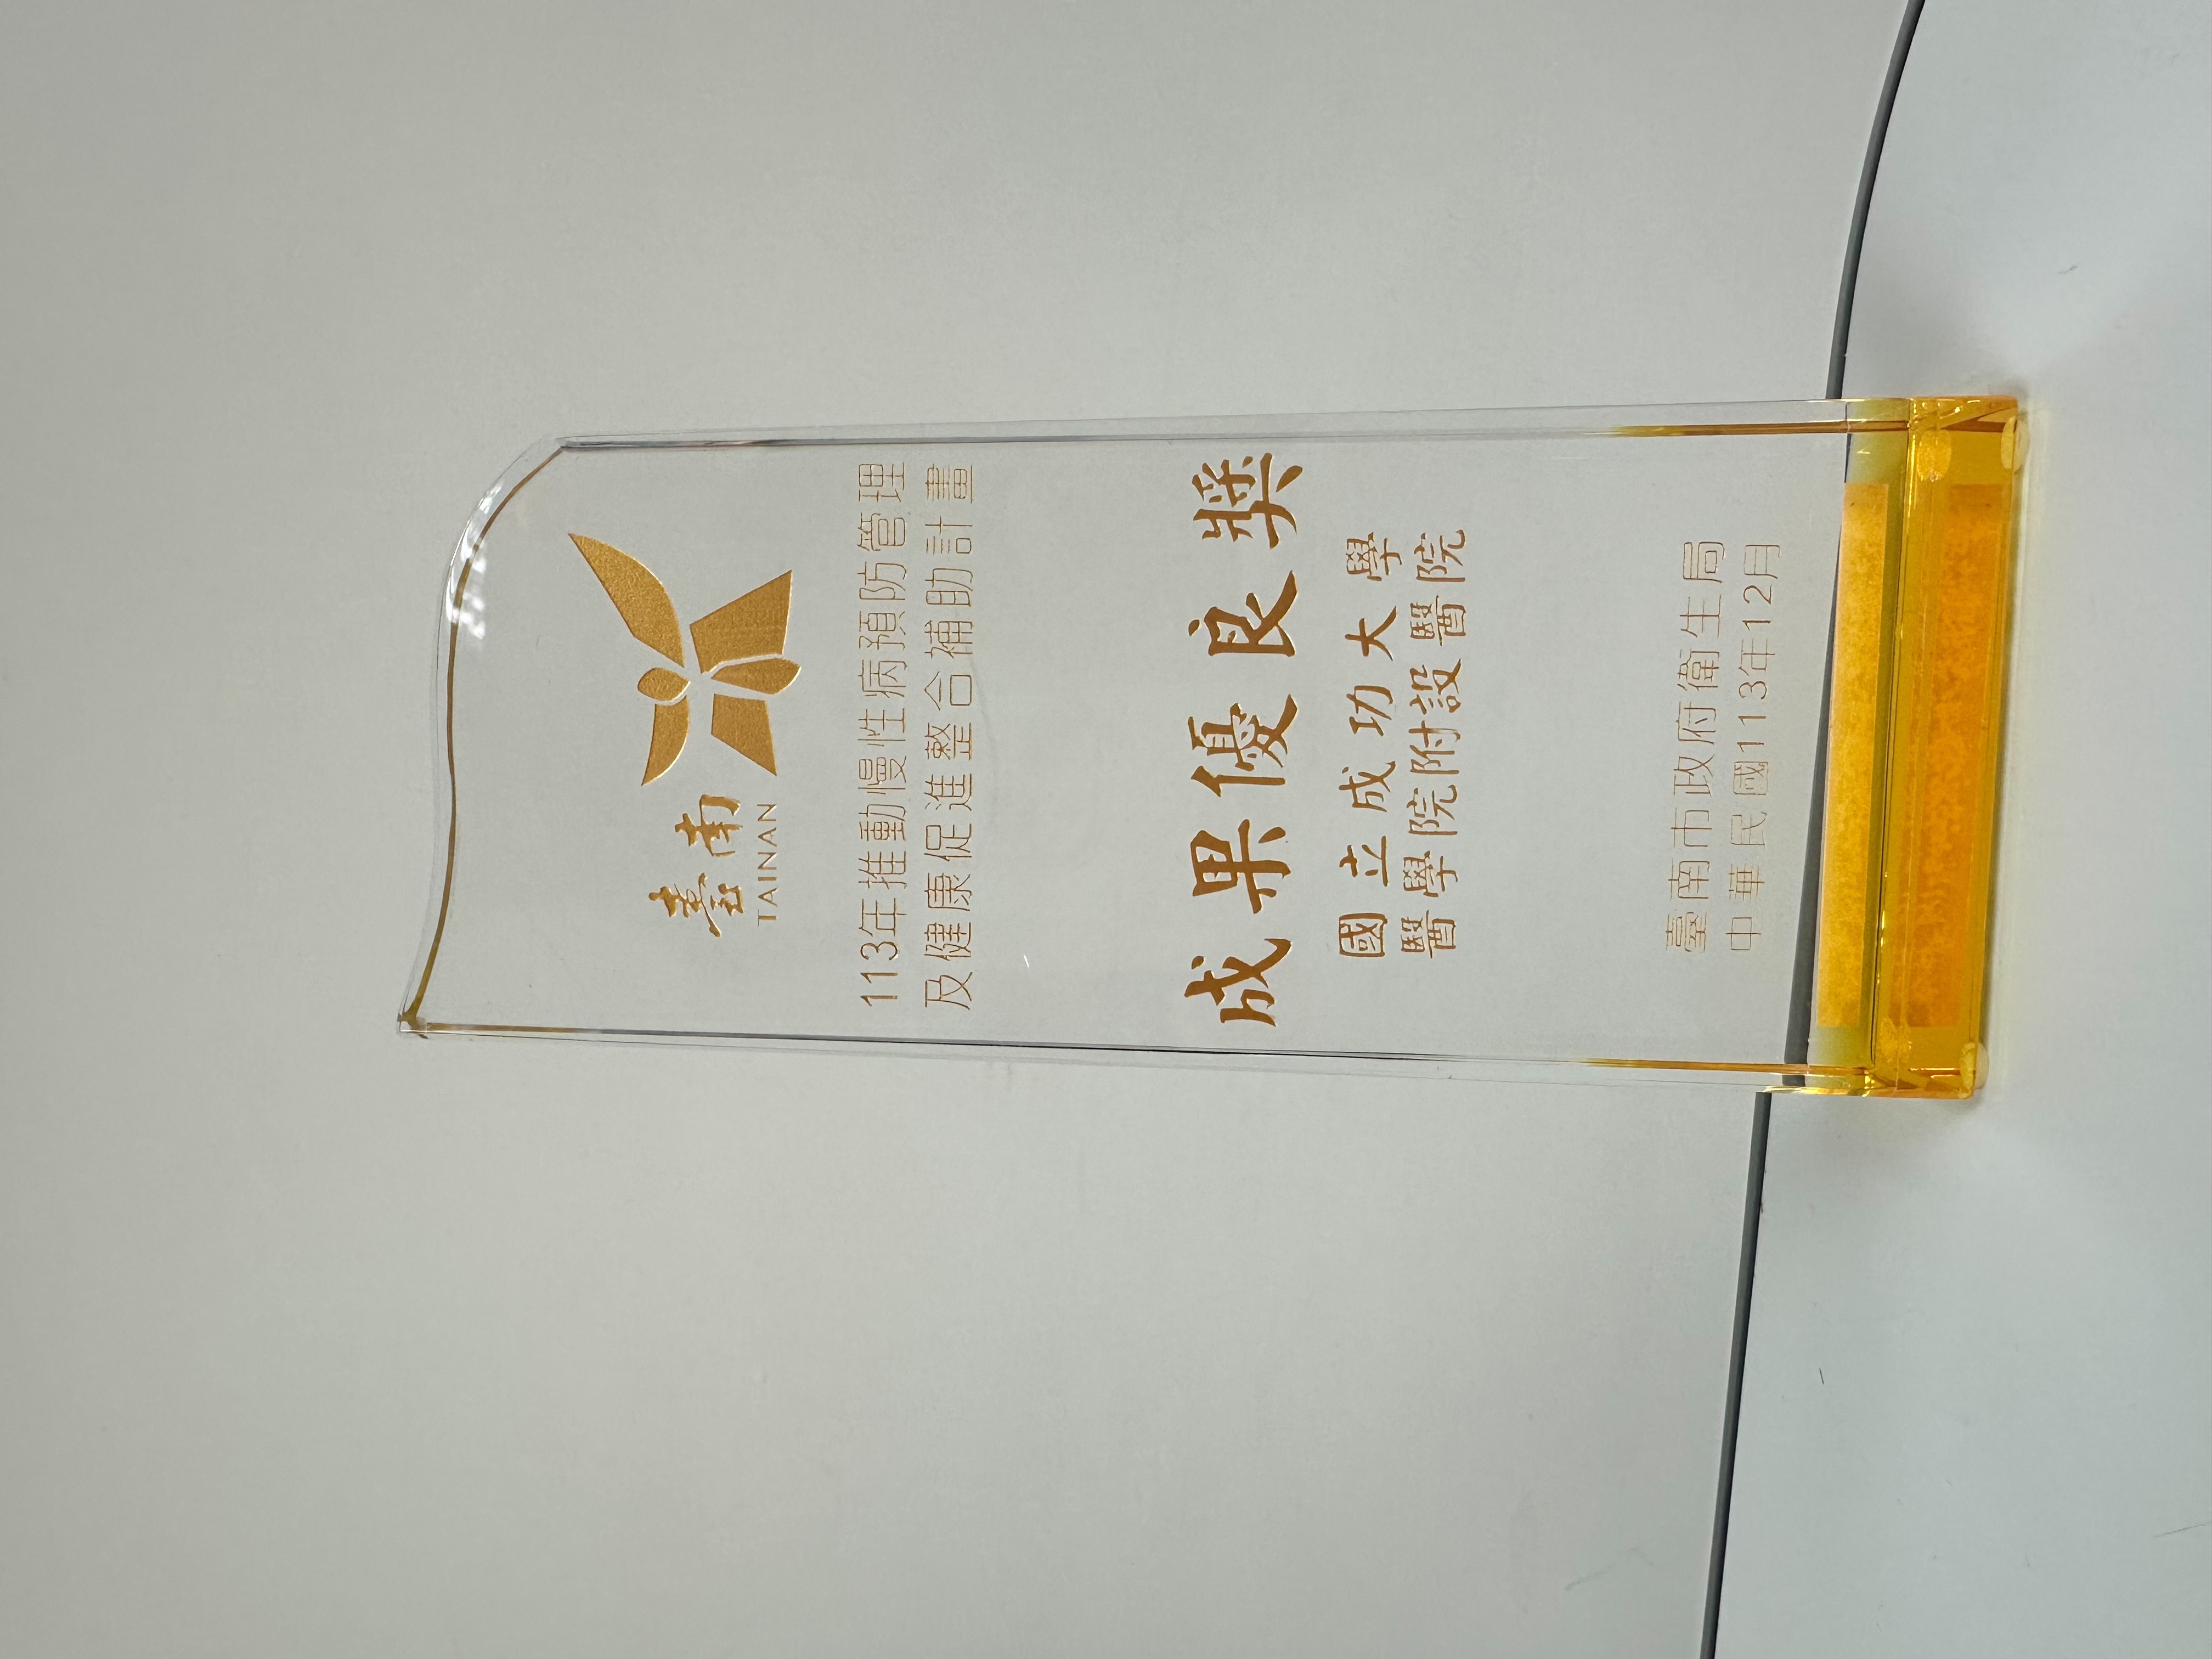 臺南
TAINAN
113年推動慢性病預防管理
及健康促進整合補助計畫
成果優良獎
國立成功大學
醫學院附設醫院
臺南市政府衛生局
中華民國113年12月